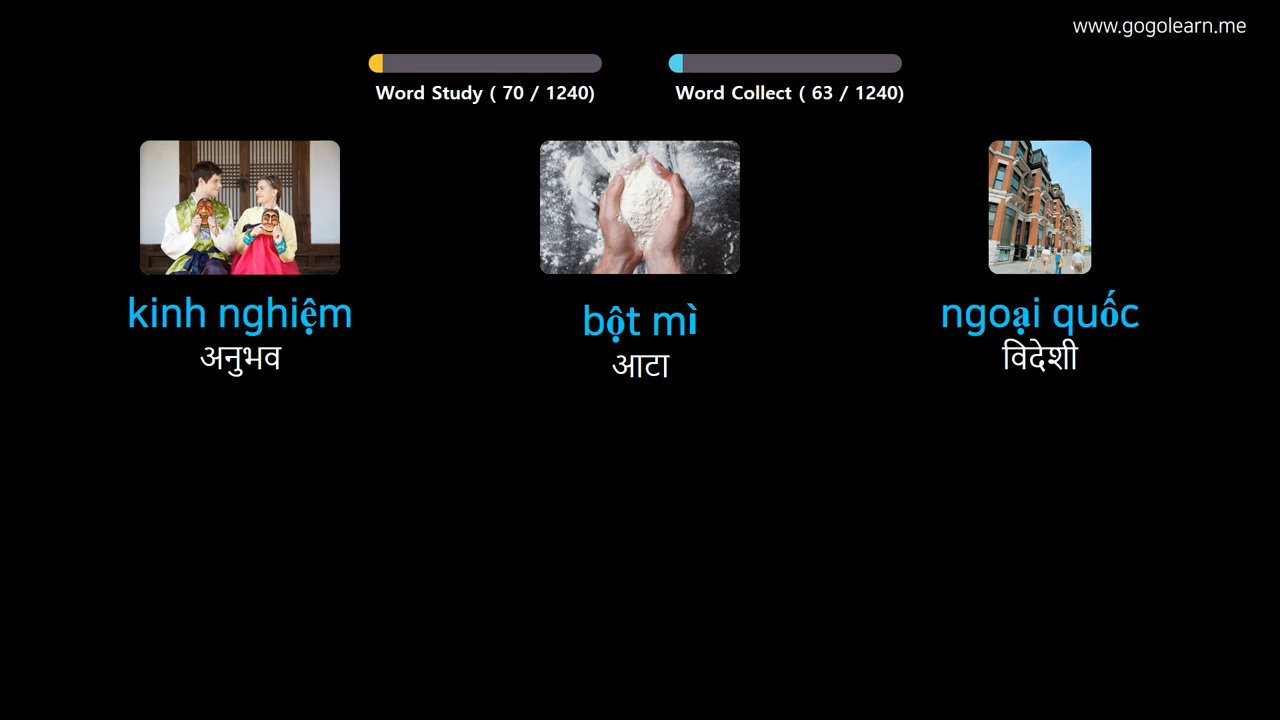 www.gogolearn.me
Word Study ( 70 / 1240)
Word Collect ( 63 / 1240)
kinh nghiệm
अनुभव
bột mì
आटा
ngoại quốc
विदेशी